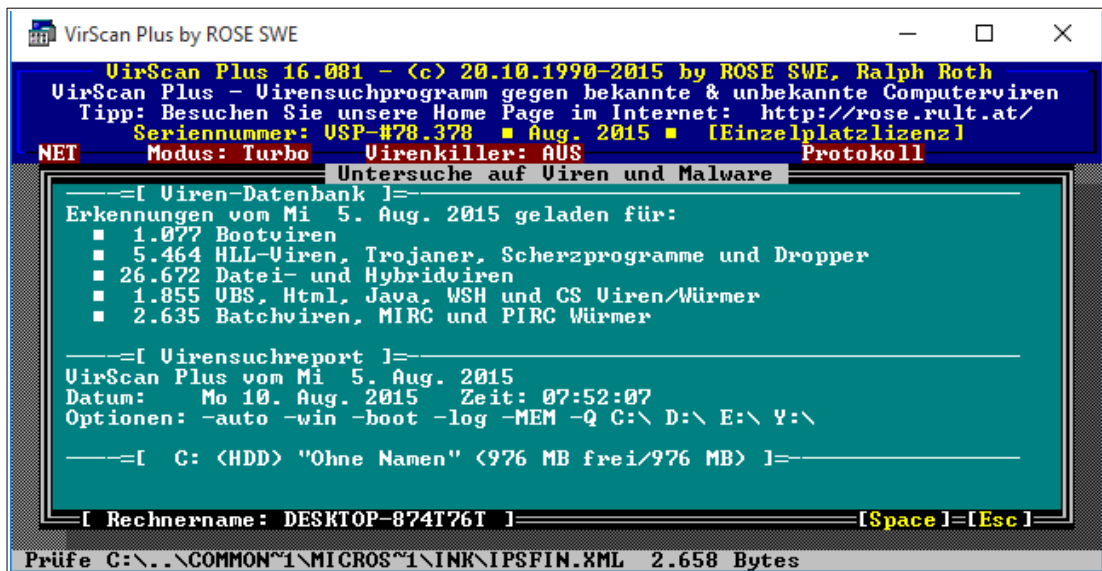 VirScan Plus by ROSE SWE
VirScan Plus 16.081 - (c) 20.10.1990-2015 by ROSE SWE, Ralph Roth
VirScan Plus - Virensuchprogramm gegen bekannte & unbekannte Computerviren
Tipp: Besuchen Sie unsere Home Page im Internet: http://rose.rult.at/
Seriennummer: VSP-#78.378 ■ Aug. 2015 ■ [Einzelplatzlizenz]
NET Modus: Turbo Virenkiller: AUS Protokoll
Untersuche auf Viren und Malware
=[ Viren-Datenbank ]=
Erkennungen vom Mi 5. Aug. 2015 geladen für:
■ 1.077 Bootviren
■ 5.464 HLL-Viren, Trojaner, Scherzprogramme und Dropper
■ 26.672 Datei- und Hybridviren
■ 1.855 VBS, Html, Java, WSH und CS Viren/Würmer
■ 2.635 Batchviren, MIRC und PIRC Würmer
=[ Virensuchreport ]=
VirScan Plus vom Mi 5. Aug. 2015
Datum: Mo 10. Aug. 2015 Zeit: 07:52:07
Optionen: -auto -win -boot -log -MEM -Q C:\ D:\ E:\ Y:\
=[ C: (HDD) "Ohne Namen" (976 MB frei/976 MB) ]=
[ Rechnername: DESKTOP-874T76T ] [Space]=[Esc]
Prüfe C:\..\COMMON~1\MICROS~1\INK\IPSFIN.XML 2.658 Bytes